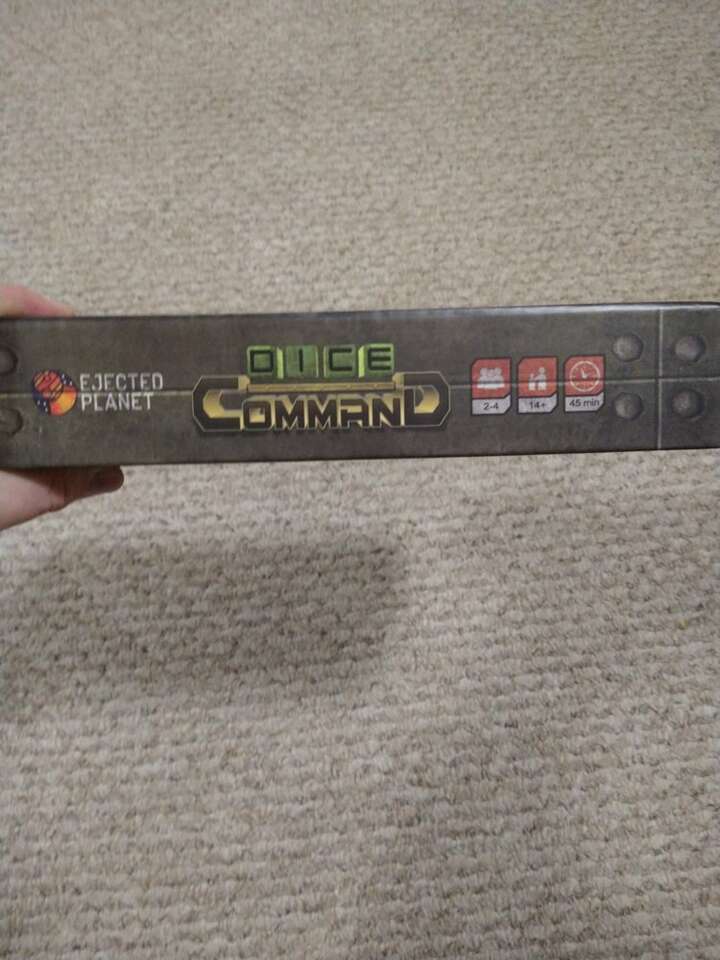 EJECTED
PLANET
DICE
COMMAND
2-4
14+
45 min